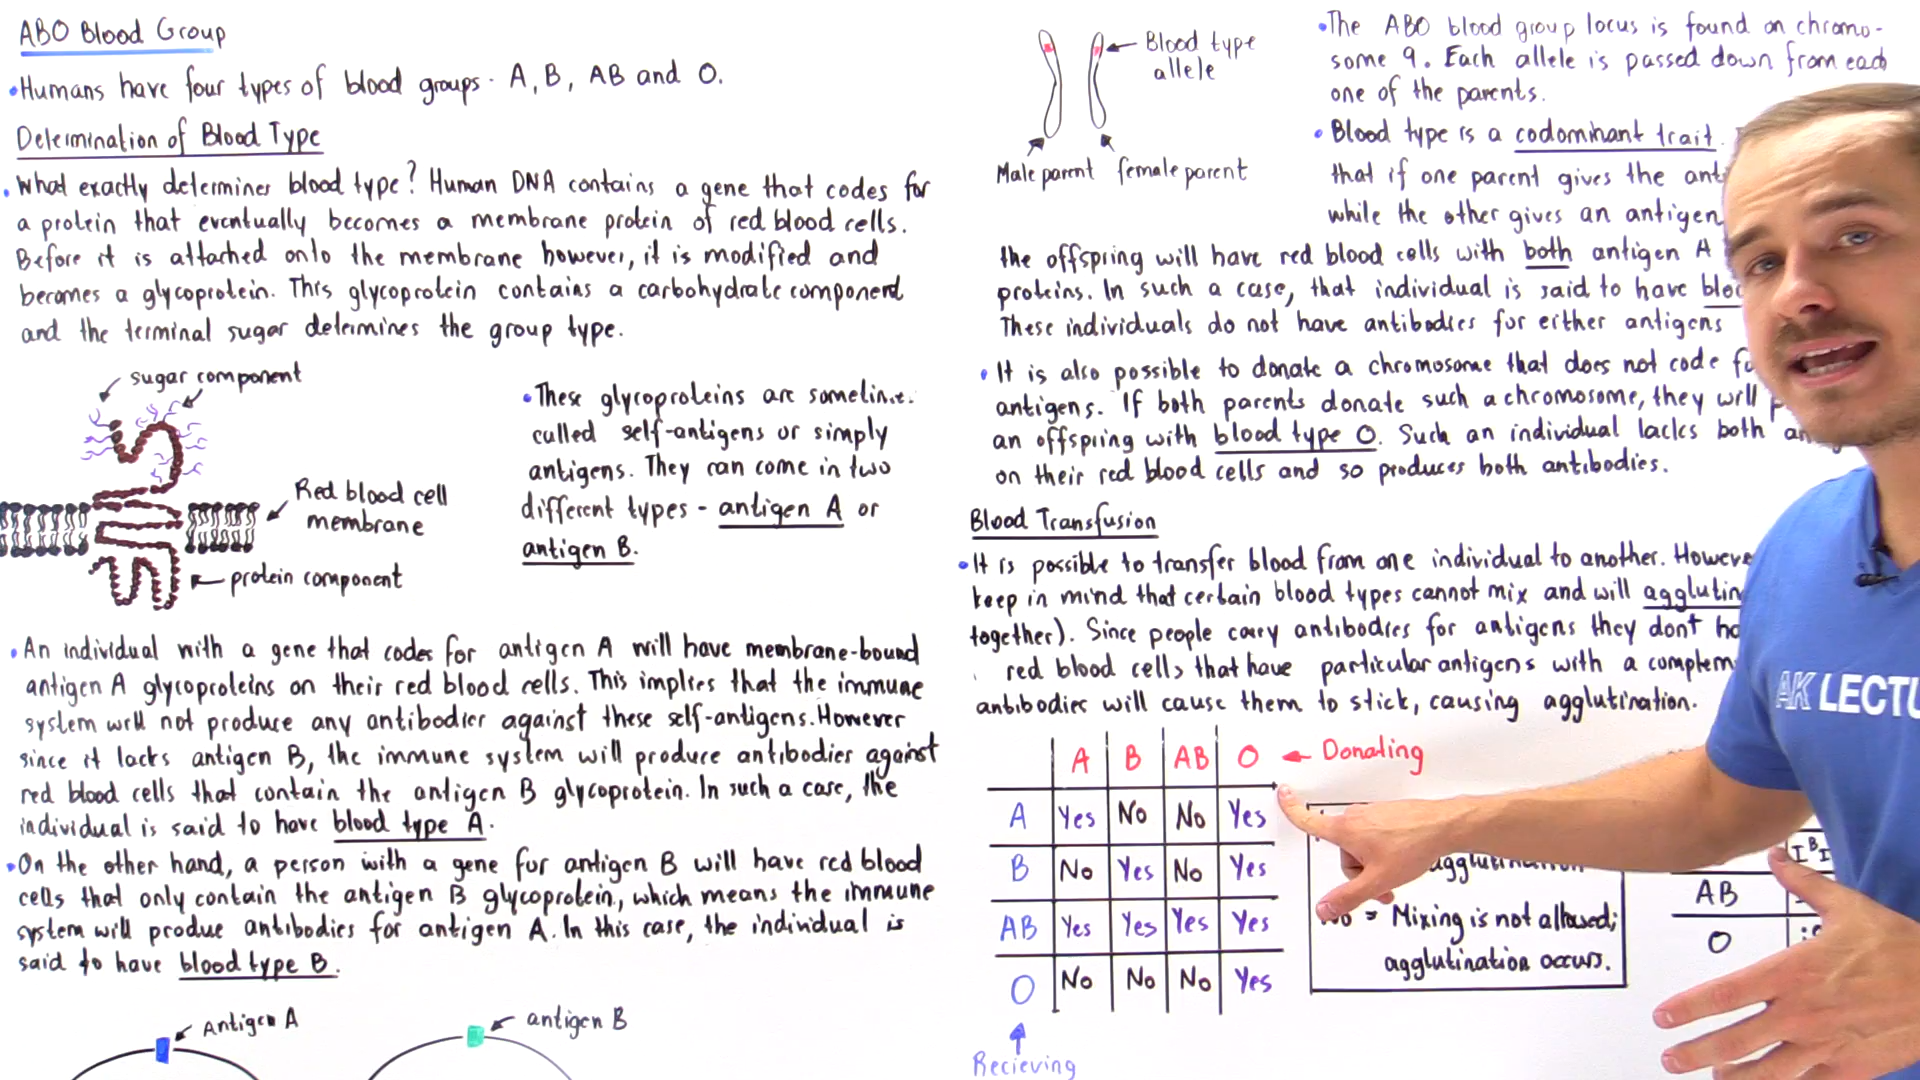 ABO Blood Group
•Humans have four types of blood groups - A, B, AB and O.
Determination of Blood Type
• What exactly determines blood type? Human DNA contains a gene that codes for
a protein that eventually becomes a membrane protein of red blood cells.
Before it is attached onto the membrane however, it is modified and
becomes a glycoprotein. This glycoprotein contains a carbohydrate component
and the terminal sugar determines the group type.
sugar component
Red blood cell
membrane
protein component
•These glycoproteins are
called self-antigens or simply
antigens. They can come in two
different types - antigen A or
antigen B.
•An individual with a gene that codes for antigen A will have membrane-bound
antigen A glycoproteins on their red blood cells. This implies that the immune
system will not produce any antibodies against these self-antigens. However
since it lacks antigen B, the immune system will produce antibodies against
red blood cells that contain the antigen B glycoprotein. In such a case, the
individual is said to have blood type A.
•On the other hand, a person with a gene for antigen B will have red blood
cells that only contain the antigen B glycoprotein, which means the immune
system will produe antibodies for antigen A. In this case, the individual is
said to have blood type B.
Antigen A
antigen B
Blood type
allele
Male parent female parent
•The ABO blood group locus is found on chromo-
some 9. Each allele is passed down from each
one of the parents.
• Blood type is a codominant trait.
that if one parent gives the
while the other gives an antigen
the offspring will have red blood cells with both antigen A
proteins. In such a case, that individual is said to have
These individuals do not have antibodies for either antigens
• It is also possible to donate a chromosome that does not code
antigens. If both parents donate such a chromosome, they will
an offspring with blood type O. Such an individual lacks both
on their red blood cells and so produces both antibodies.
Blood Transfusion
•It is possible to transfer blood from one individual to another.
keep in mind that certain blood types cannot mix and will
together). Since people carry antibodies for antigens they dont
red blood cells that have particular antigens with a
antibodies will cause them to stick, causing agglutination.
A B AB O ← Donating
A Yes No No Yes
B No Yes No Yes
AB Yes Yes Yes Yes
O No No No Yes
Recieving
agglutination
No = Mixing is not allowed;
agglutination occurs.
AB
O
AK LECTU